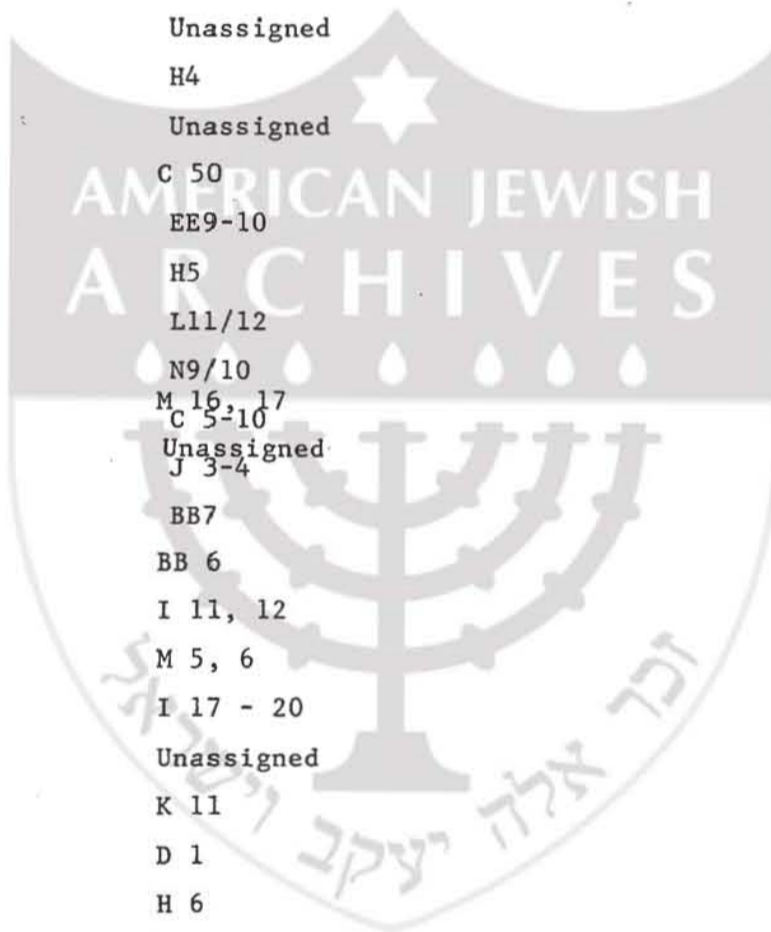 Unassigned
H4
Unassigned
C 50
AMERICAN JEWISH
EE9-10
ARCHIVES
H5
L11/12
N9/10
M 16, 17
C 5-10
Unassigned
J 3-4
BB7
BB 6
I 11, 12
M 5, 6
I 17 - 20
Unassigned
K 11
D 1
H 6
זכר אלה יעקב וישראל